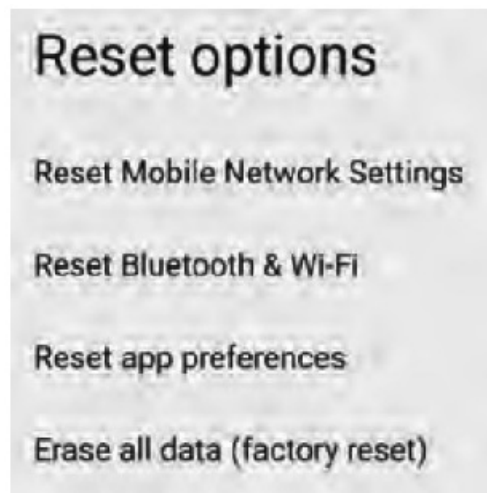 Reset options
Reset Mobile Network Settings
Reset Bluetooth & Wi-Fi
Reset app preferences
Erase all data (factory reset)